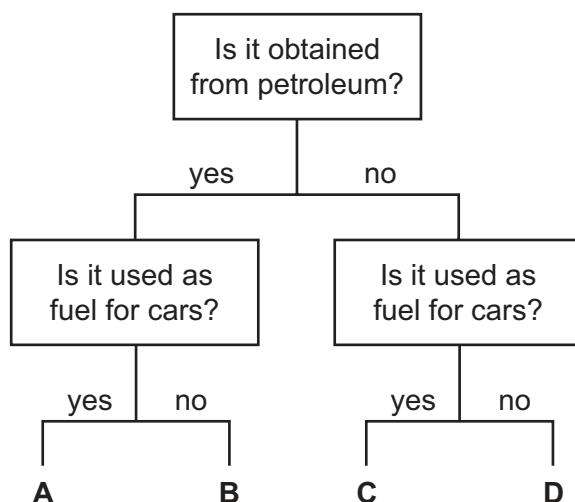 Is it obtained
from petroleum?
yes no
Is it used as
fuel for cars?
Is it used as
fuel for cars?
yes no
yes no
A B C D